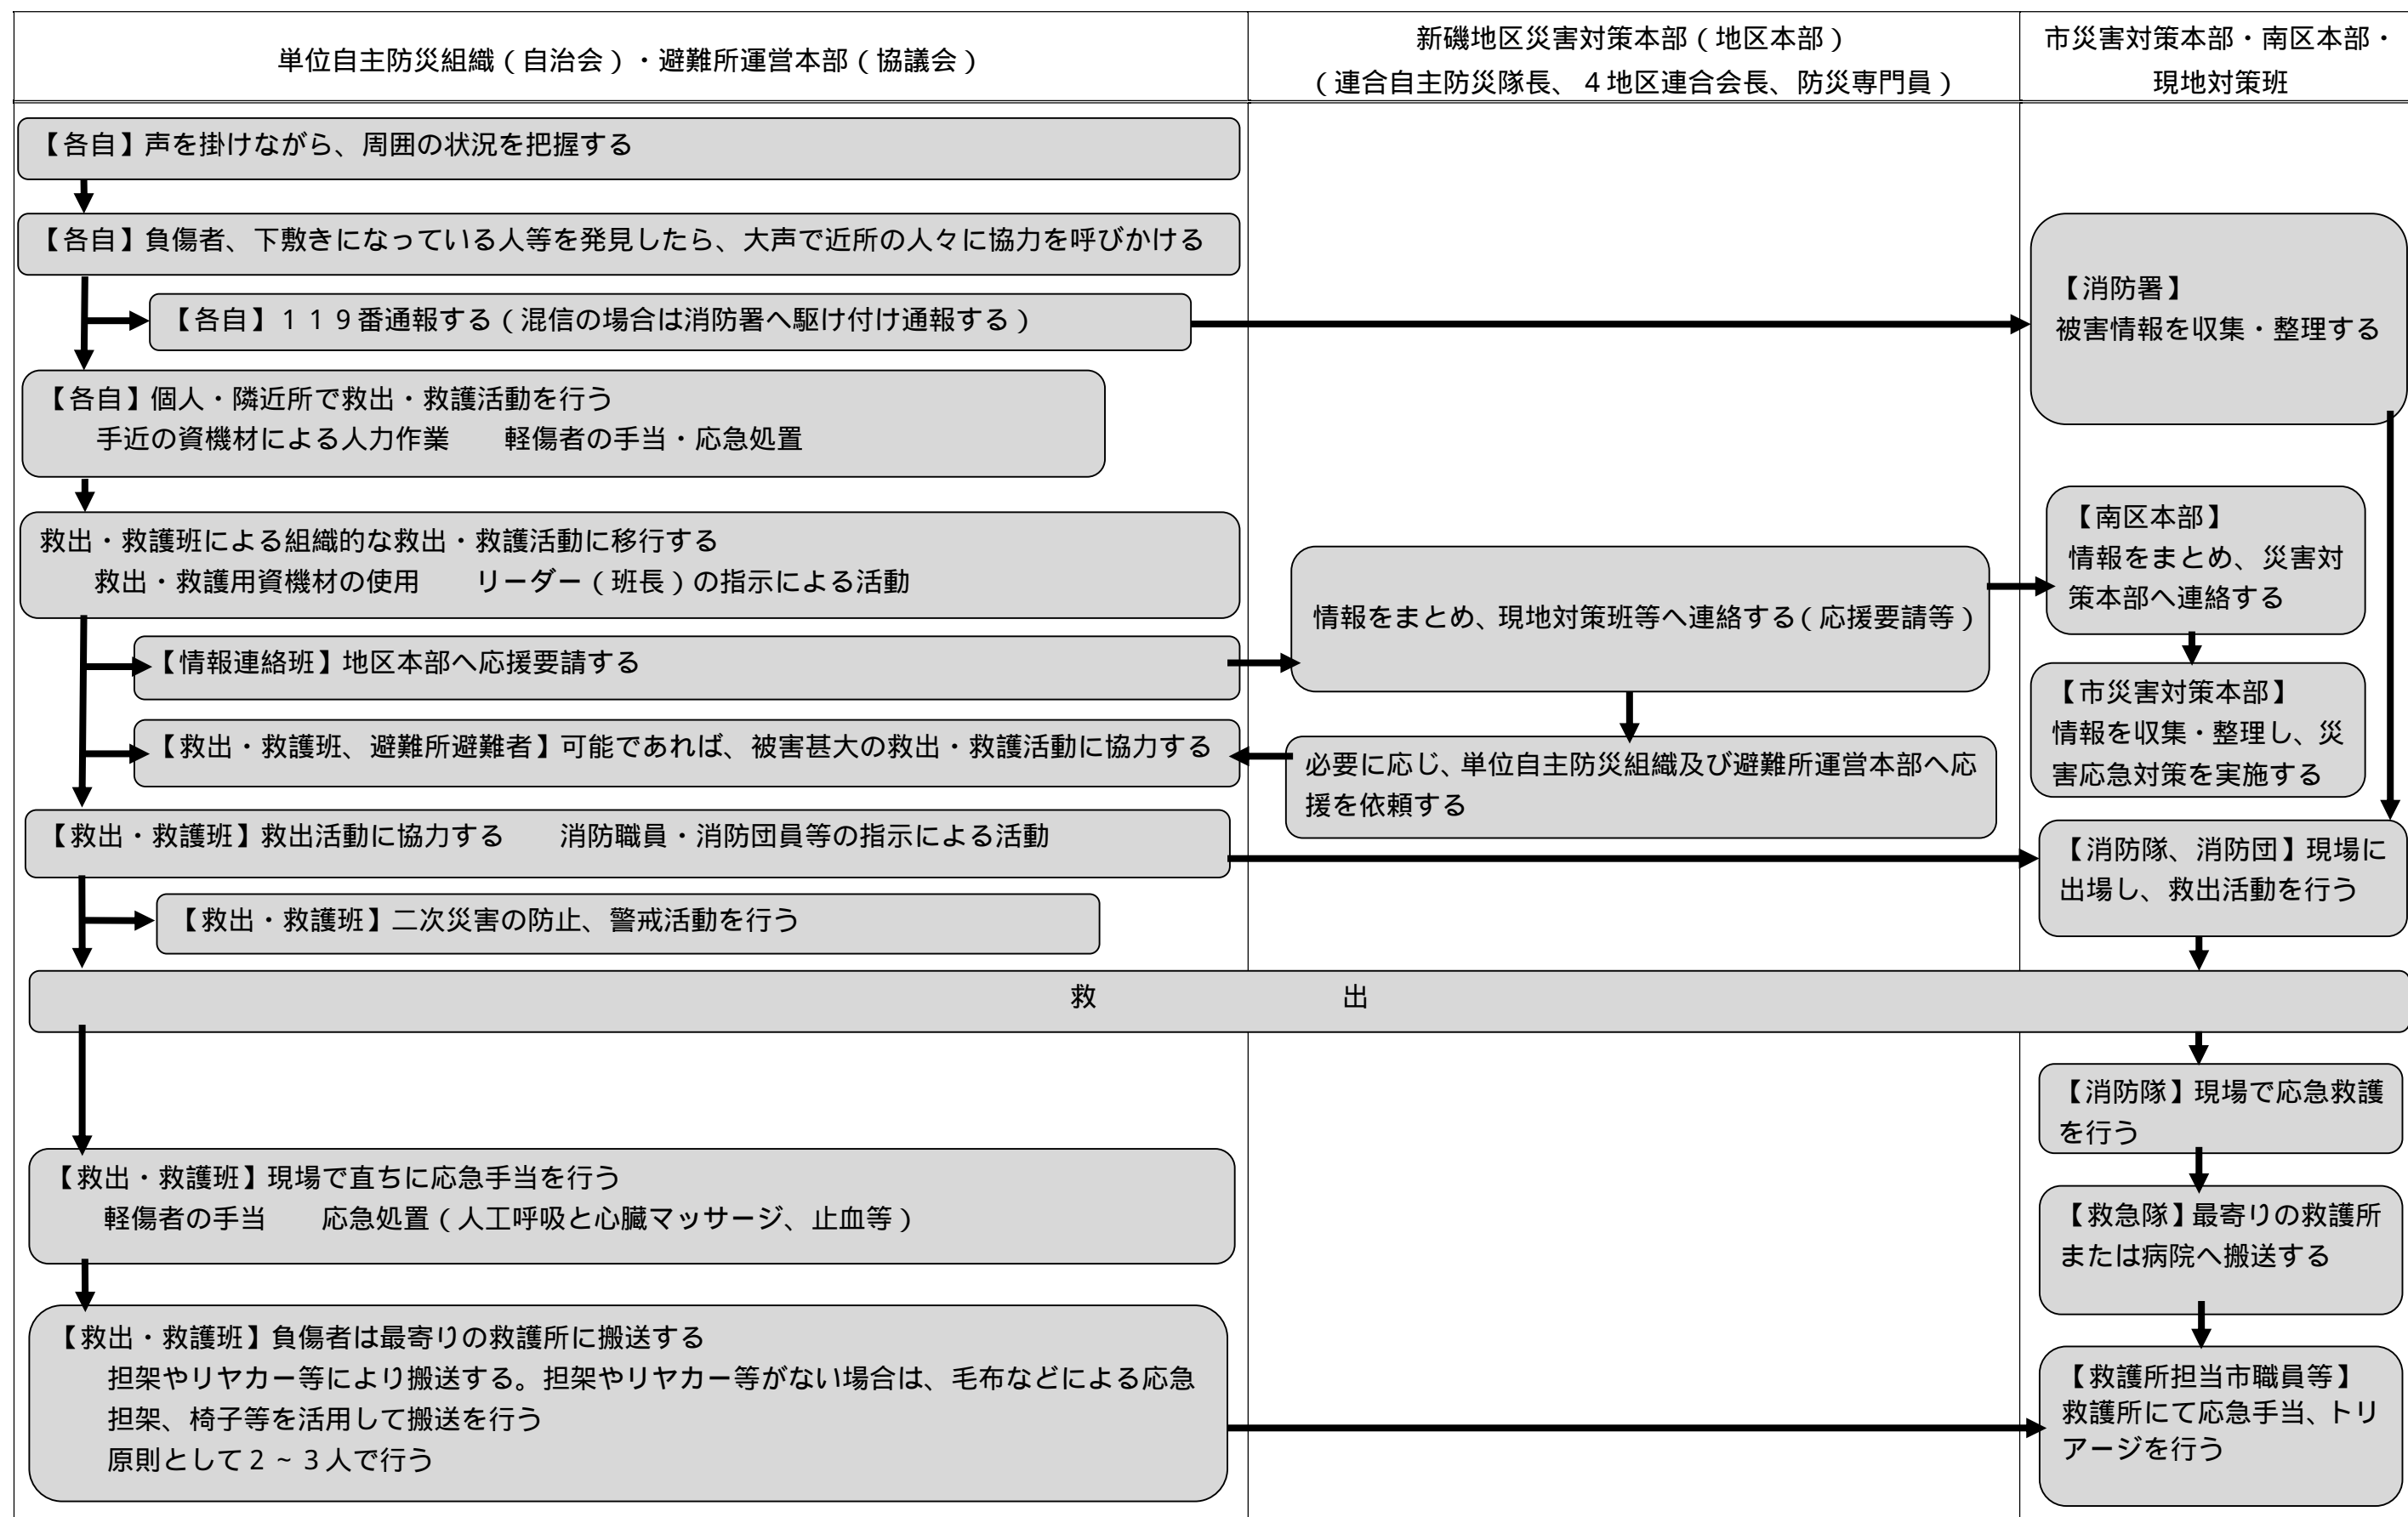 単位自主防災組織（自治会）・避難所運営本部（協議会）
新磯地区災害対策本部（地区本部）
（連合自主防災隊長、４地区連合会長、防災専門員）
市災害対策本部・南区本部・
現地対策班
【各自】声を掛けながら、周囲の状況を把握する
【各自】負傷者、下敷きになっている人等を発見したら、大声で近所の人々に協力を呼びかける
【各自】１１９番通報する（混信の場合は消防署へ駆け付け通報する）
【消防署】
被害情報を収集・整理する
【各自】個人・隣近所で救出・救護活動を行う
手近の資機材による人力作業　　軽傷者の手当・応急処置
救出・救護班による組織的な救出・救護活動に移行する
救出・救護用資機材の使用　　リーダー（班長）の指示による活動
情報をまとめ、現地対策班等へ連絡する（応援要請等）
【南区本部】
情報をまとめ、災害対
策本部へ連絡する
【情報連絡班】地区本部へ応援要請する
【市災害対策本部】
情報を収集・整理し、災
害応急対策を実施する
【救出・救護班、避難所避難者】可能であれば、被害甚大の救出・救護活動に協力する
必要に応じ、単位自主防災組織及び避難所運営本部へ応
援を依頼する
【救出・救護班】救出活動に協力する　　消防職員・消防団員等の指示による活動
【消防隊、消防団】現場に
出場し、救出活動を行う
【救出・救護班】二次災害の防止、警戒活動を行う
救　　　　　　　　　出
【消防隊】現場で応急救護
を行う
【救出・救護班】現場で直ちに応急手当を行う
軽傷者の手当　　応急処置（人工呼吸と心臓マッサージ、止血等）
【救急隊】最寄りの救護所
または病院へ搬送する
【救出・救護班】負傷者は最寄りの救護所に搬送する
担架やリヤカー等により搬送する。担架やリヤカー等がない場合は、毛布などによる応急
担架、椅子等を活用して搬送を行う
原則として２～３人で行う
【救護所担当市職員等】
救護所にて応急手当、トリ
アージを行う